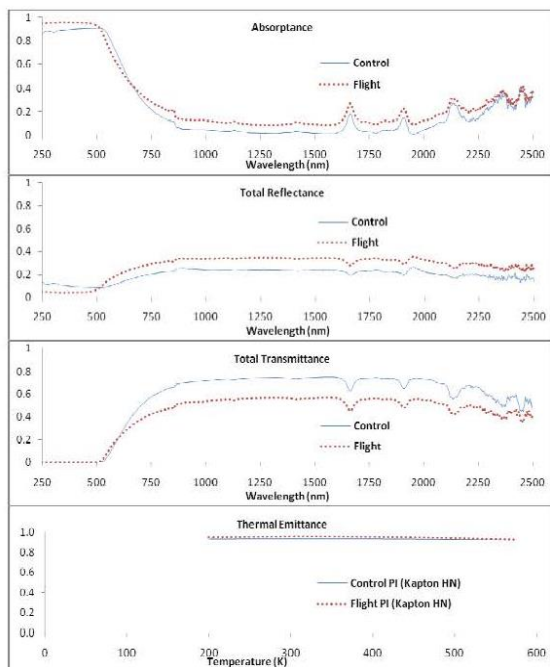 Absorptance
1
0.8
0.6
0.4
0.2
0
Control
Flight
250 500 750 1000 1250 1500 1750 2000 2250 2500
Wavelength (nm)
Total Reflectance
1
0.8
0.6
0.4
0.2
0
Control
Flight
250 500 750 1000 1250 1500 1750 2000 2250 2500
Wavelength (nm)
Total Transmittance
1
0.8
0.6
0.4
0.2
0
Control
Flight
250 500 750 1000 1250 1500 1750 2000 2250 2500
Wavelength (nm)
Thermal Emittance
1.0
0.8
0.6
0.4
0.2
0.0
Control PI (Kapton HN)
Flight PI (Kapton HN)
0 100 200 300 400 500 600
Temperature (K)